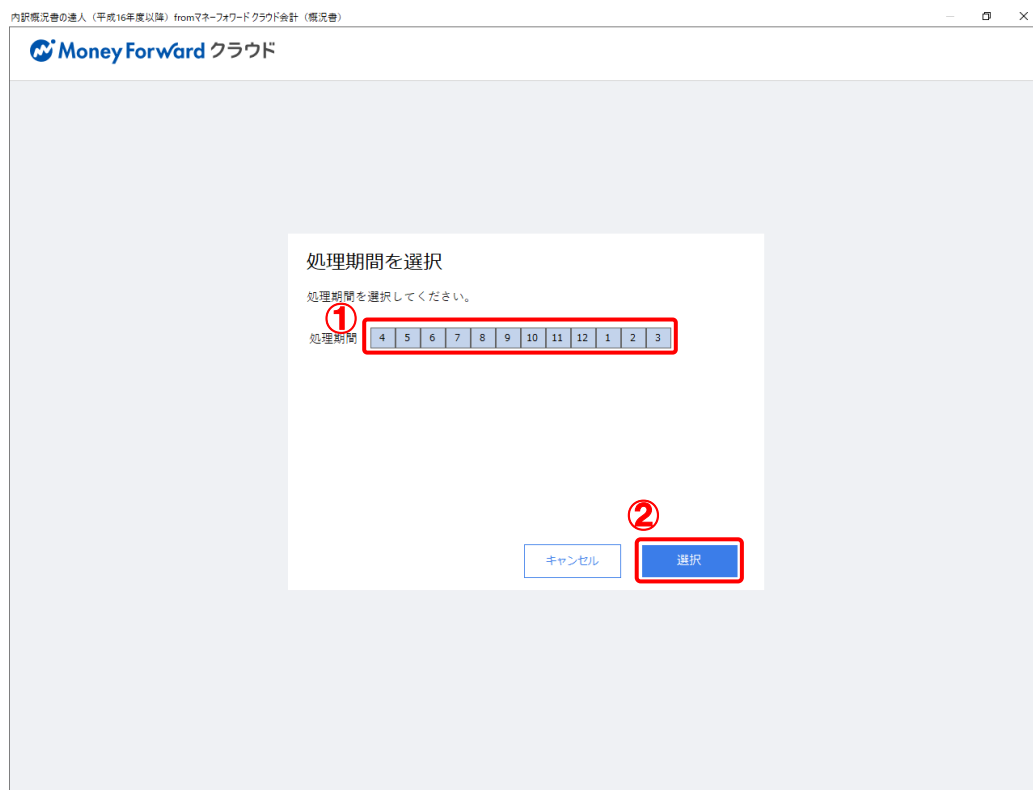 内訳概況書の達人（平成16年度以降）fromマネーフォワード クラウド会計（概況書）
Money Forward クラウド
処理期間を選択
処理期間を選択してください。
①
処理期間 4 5 6 7 8 9 10 11 12 1 2 3
②
キャンセル 選択